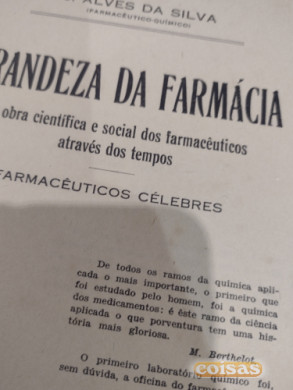 ALVES DA SILVA
(FARMACÊUTICO-QUÍMICO)
RANDEZA DA FARMÁCIA
obra científica e social dos farmacêuticos
através dos tempos
FARMACÊUTICOS CÉLEBRES
De todos os ramos da química apli-
cada o mais importante, o primeiro que
foi estudado pelo homem, foi a química
dos medicamentos: é êste ramo da ciência
aplicada o que porventura tem uma his-
tória mais gloriosa.
M. Berthelot
O primeiro laboratório químico foi,
sem dúvida, a oficina do farma
coisas